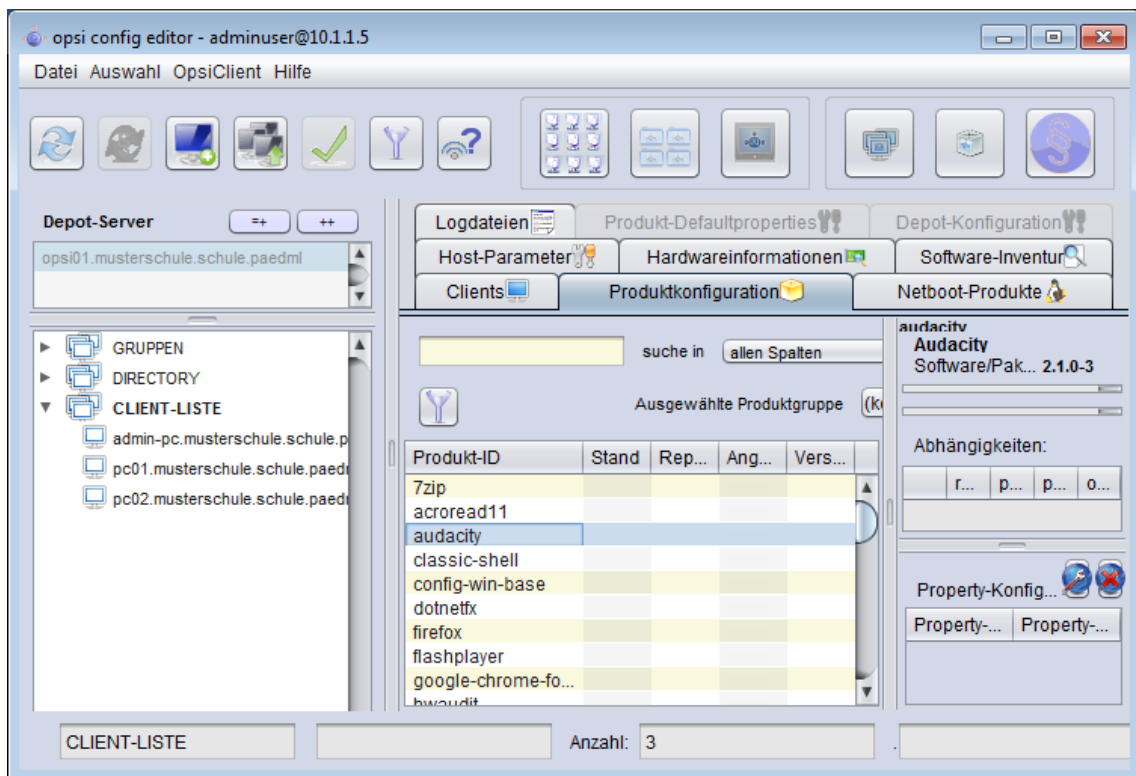 opsi config editor - adminuser@10.1.1.5
Datei Auswahl OpsiClient Hilfe
Depot-Server
=+
++
opsi01.musterschule.schule.paedml
GRUPPEN
DIRECTORY
CLIENT-LISTE
admin-pc.musterschule.schule.p
pc01.musterschule.schule.paedr
pc02.musterschule.schule.paedr
Logdateien
Produkt-Defaultproperties
Depot-Konfiguration
Host-Parameter
Hardwareinformationen
Software-Inventur
Clients
Produktkonfiguration
Netboot-Produkte
suche in
allen Spalten
Ausgewählte Produktgruppe
(ke
Produkt-ID Stand Rep... Ang... Vers...
7zip
acroread11
audacity
classic-shell
config-win-base
dotnetfx
firefox
flashplayer
google-chrome-fo...
hwaudit
audacity
Audacity
Software/Pak... 2.1.0-3
Abhängigkeiten:
r... p... p... o...
Property-Konfig...
Property-... Property-...
CLIENT-LISTE
Anzahl: 3